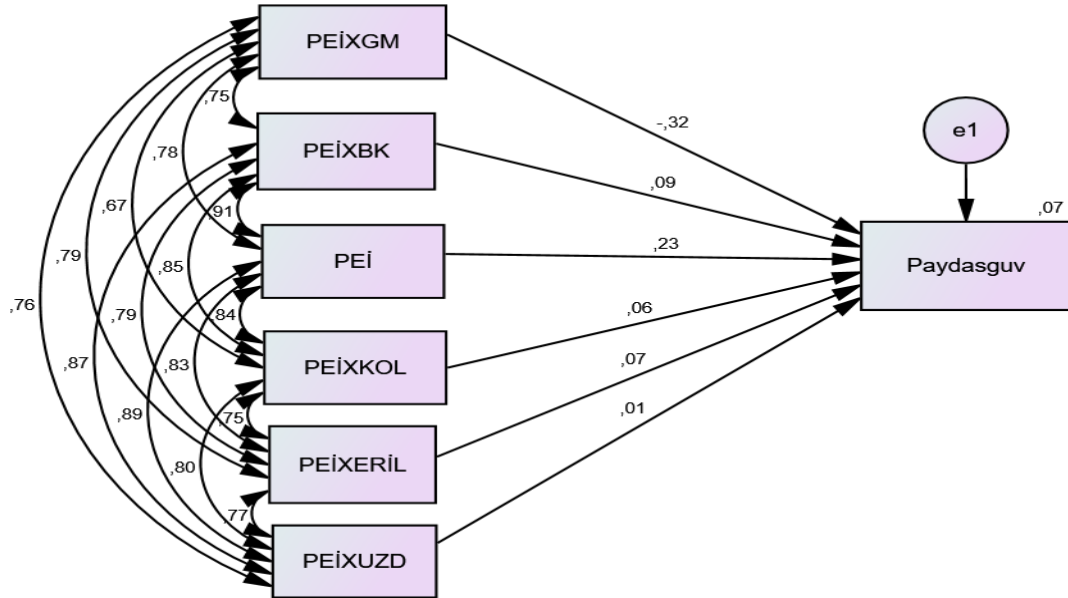 PEİXGM
PEİXBK
PEİ
PEİXKOL
PEİXERİL
PEİXUZD
e1
Paydasguv
,07
-,32
,09
,23
,06
,07
,01
,75
,78
,67
,79
,76
,91
,85
,79
,87
,84
,83
,89
,75
,80
,77